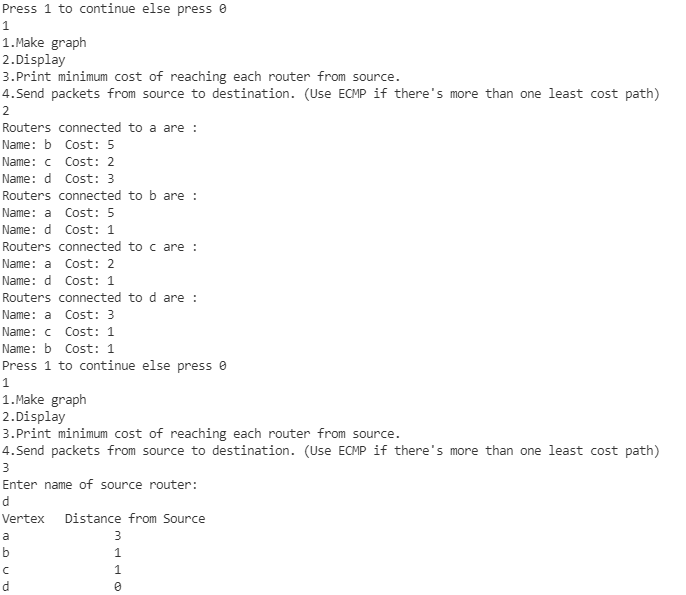 Press 1 to continue else press 0
1
1.Make graph
2.Display
3.Print minimum cost of reaching each router from source.
4.Send packets from source to destination. (Use ECMP if there's more than one least cost path)
2
Routers connected to a are :
Name: b  Cost: 5
Name: c  Cost: 2
Name: d  Cost: 3
Routers connected to b are :
Name: a  Cost: 5
Name: d  Cost: 1
Routers connected to c are :
Name: a  Cost: 2
Name: d  Cost: 1
Routers connected to d are :
Name: a  Cost: 3
Name: c  Cost: 1
Name: b  Cost: 1
Press 1 to continue else press 0
1
1.Make graph
2.Display
3.Print minimum cost of reaching each router from source.
4.Send packets from source to destination. (Use ECMP if there's more than one least cost path)
3
Enter name of source router:
d
Vertex   Distance from Source
a               3
b               1
c               1
d               0